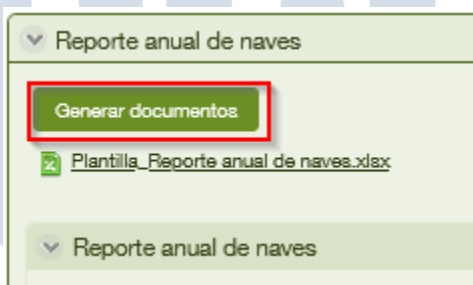 Reporte anual de naves
Generar documentos
Plantilla_Reporte anual de naves.xlsx
Reporte anual de naves